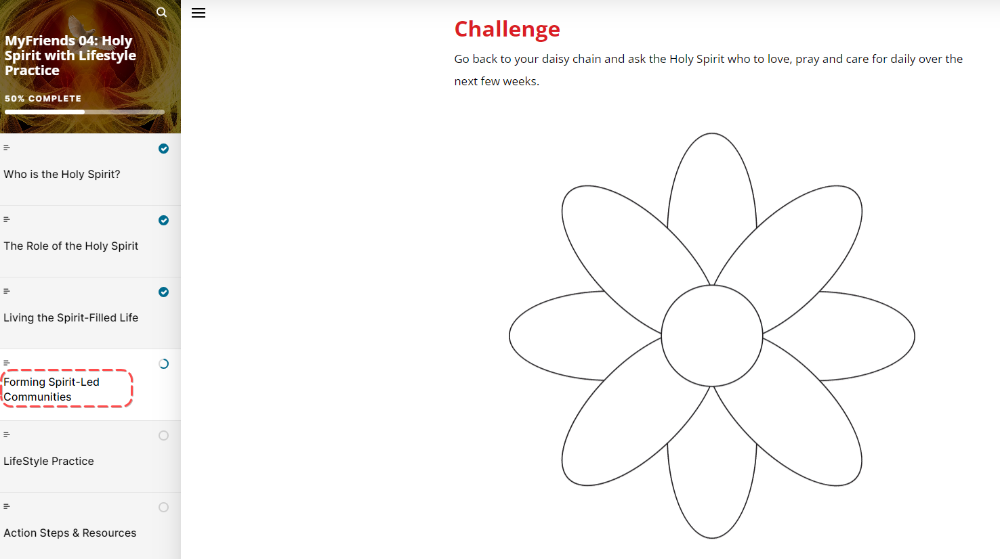 MyFriends 04: Holy
Spirit with Lifestyle
Practice
50% COMPLETE
Who is the Holy Spirit?
The Role of the Holy Spirit
Living the Spirit-Filled Life
Forming Spirit-Led
Communities
LifeStyle Practice
Action Steps & Resources
Challenge
Go back to your daisy chain and ask the Holy Spirit who to love, pray and care for daily over the
next few weeks.